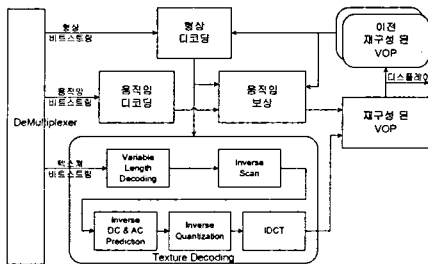 형상
비트스트림
형상
디코딩
이전
재구성 된
VOP
디스플레이
움직임
비트스트림
움직임
디코딩
움직임
보상
재구성 된
VOP
DeMultiplexer
텍스쳐
비트스트림
Variable
Length
Decoding
Inverse
Scan
Inverse
DC & AC
Prediction
Inverse
Quantization
IDCT
Texture Decoding